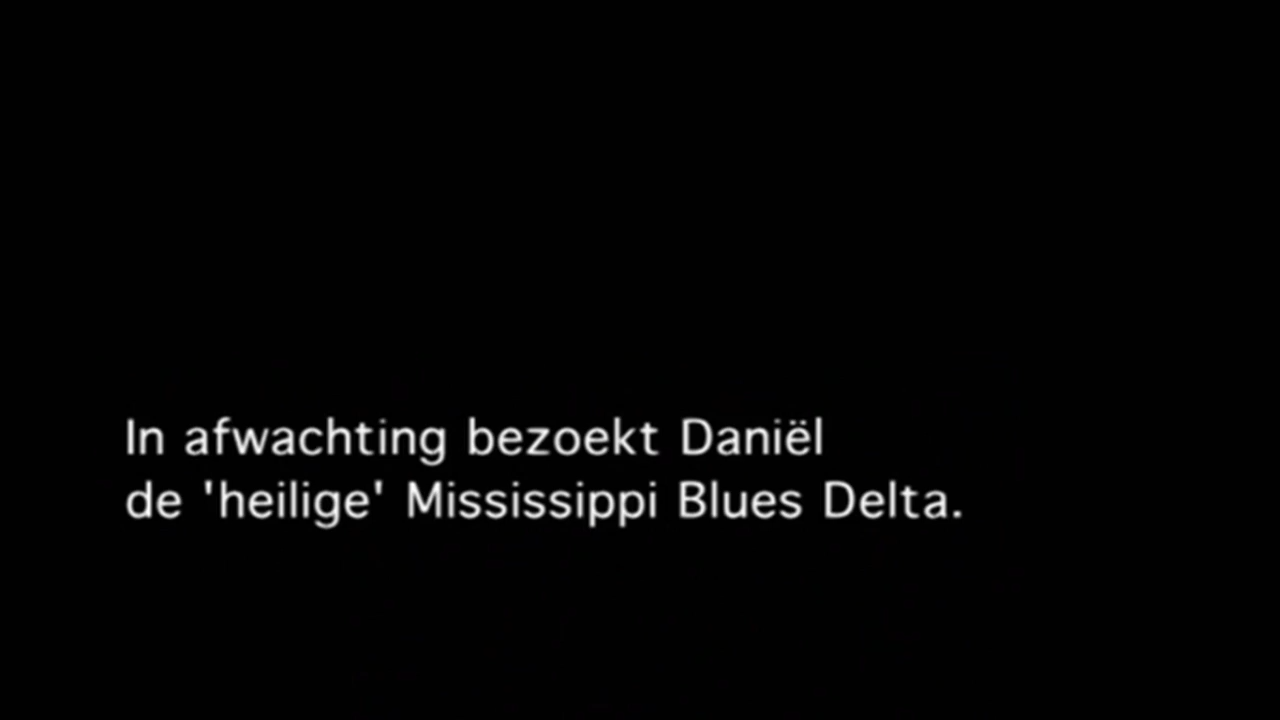 In afwachting bezoekt Daniël
de 'heilige' Mississippi Blues Delta.